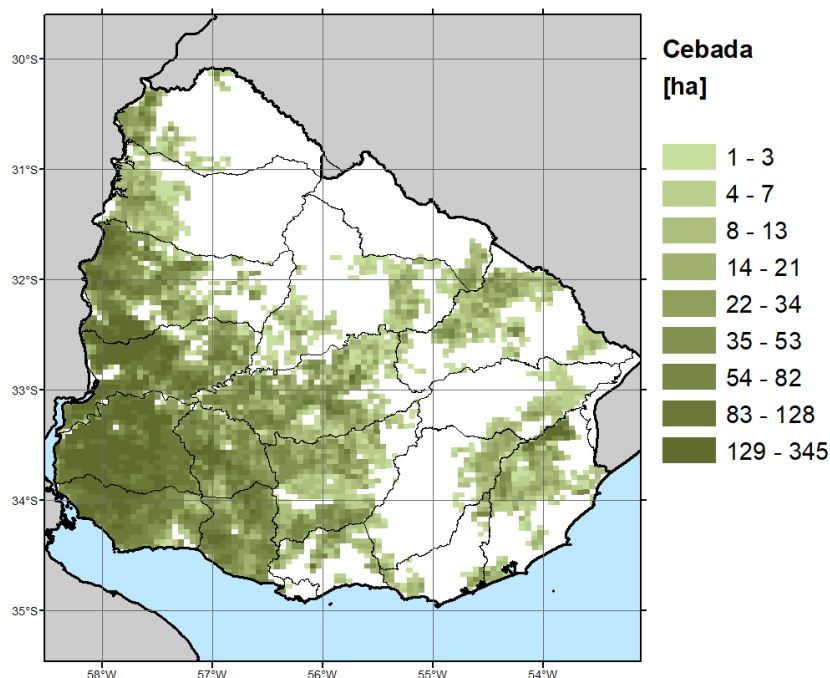 Cebada
[ha]
1 - 3
4 - 7
8 - 13
14 - 21
22 - 34
35 - 53
54 - 82
83 - 128
129 - 345
30°S
31°S
32°S
33°S
34°S
35°S
58°W 57°W 56°W 55°W 54°W